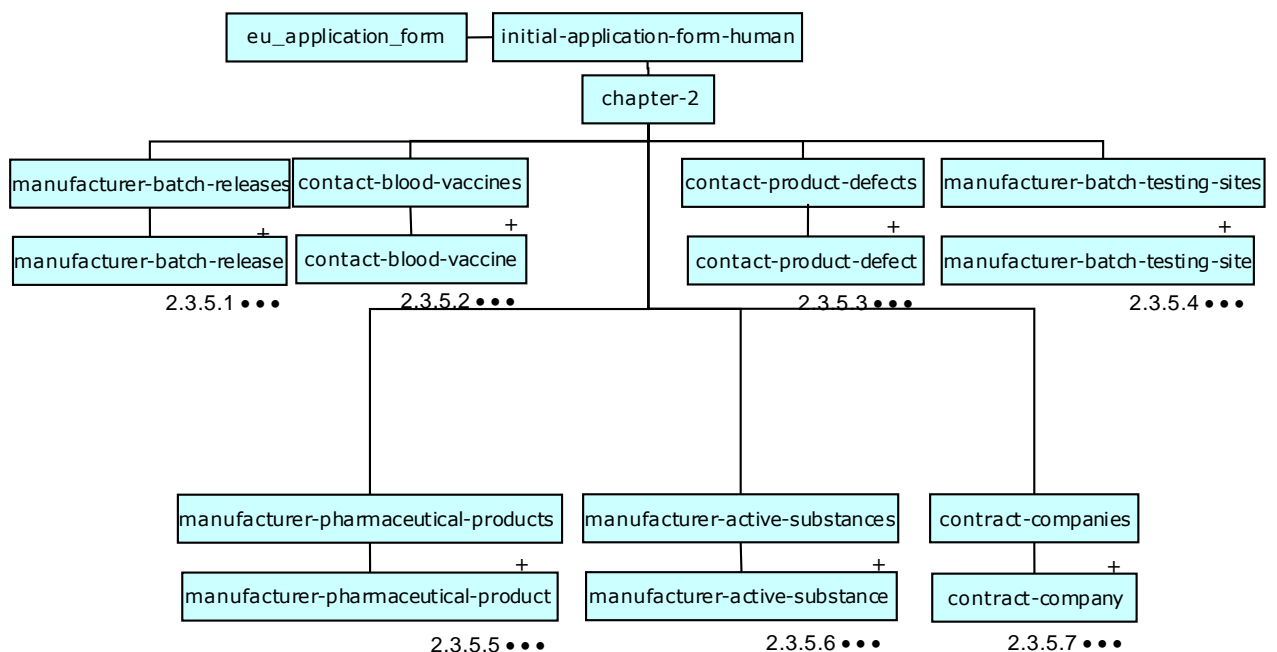 eu_application_form
initial-application-form-human
chapter-2
manufacturer-batch-releases
contact-blood-vaccines
contact-product-defects
manufacturer-batch-testing-sites
+
+
+
+
manufacturer-batch-release
contact-blood-vaccine
contact-product-defect
manufacturer-batch-testing-site
2.3.5.1 •••
2.3.5.2 •••
2.3.5.3 •••
2.3.5.4 •••
manufacturer-pharmaceutical-products
manufacturer-active-substances
contract-companies
+
+
+
manufacturer-pharmaceutical-product
manufacturer-active-substance
contract-company
2.3.5.5 •••
2.3.5.6 •••
2.3.5.7 •••